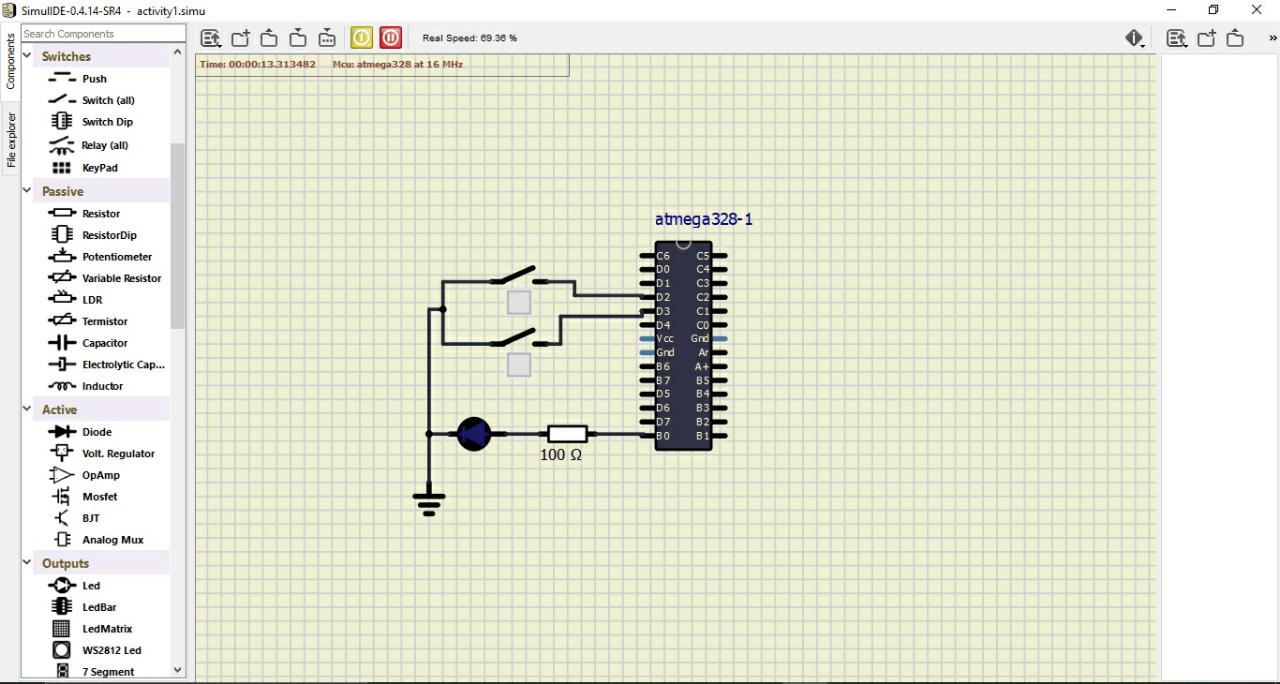 SimulIDE-0.4.14-SR4 - activity1.simu
Components
File explorer
Search Components
Switches
Push
Switch (all)
Switch Dip
Relay (all)
KeyPad
Passive
Resistor
ResistorDip
Potentiometer
Variable Resistor
LDR
Termistor
Capacitor
Electrolytic Cap...
Inductor
Active
Diode
Volt. Regulator
OpAmp
Mosfet
BJT
Analog Mux
Outputs
Led
LedBar
LedMatrix
WS2812 Led
7 Segment
Real Speed: 69.36 %
»
Time: 00:00:13.313482 Mcu: atmega328 at 16 MHz
atmega328-1
C6 C5
D0 C4
D1 C3
D2 C2
D3 C1
D4 C0
Vcc Gnd
Gnd Ar
B6 A+
B7 B5
D5 B4
D6 B3
D7 B2
B0 B1
100 Ω